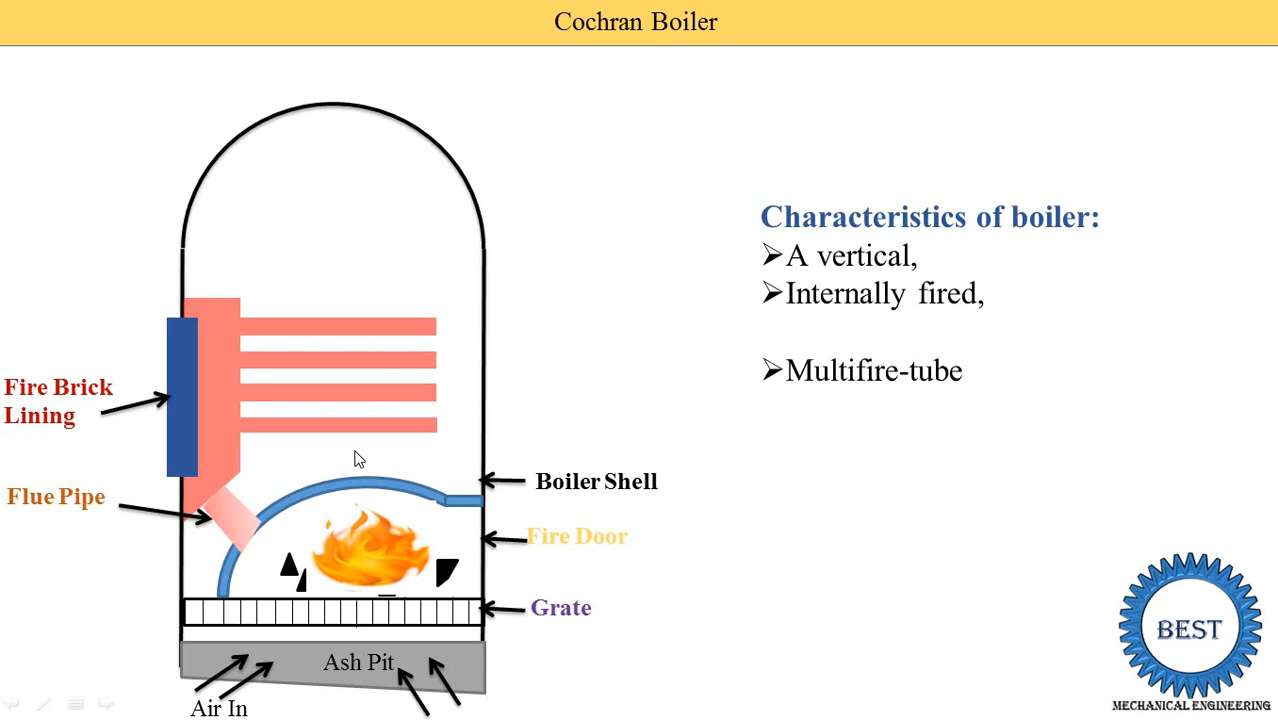 Cochran Boiler
Characteristics of boiler:
➢A vertical,
➢Internally fired,
➢Multifire-tube
Fire Brick
Lining
Flue Pipe
Boiler Shell
Fire Door
Grate
Ash Pit
Air In
BEST
MECHANICAL ENGINEERING